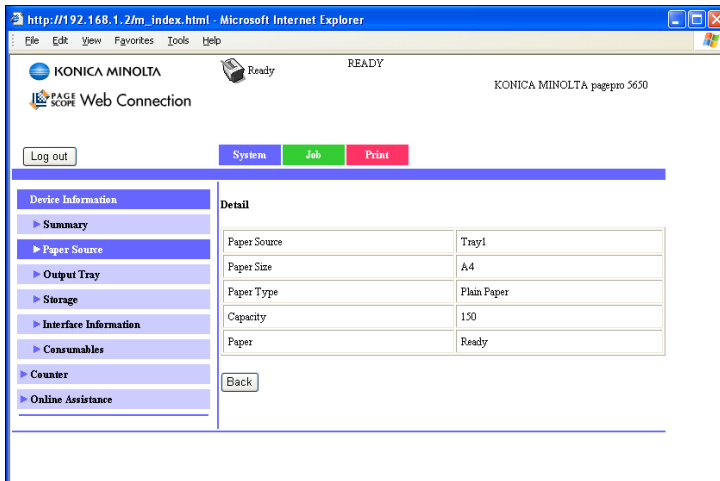 http://192.168.1.2/m_index.html - Microsoft Internet Explorer
File Edit View Favorites Tools Help
KONICA MINOLTA
Ready
READY
KONICA MINOLTA pagepro 5650
PAGE SCOPE Web Connection
Log out
System Job Print
Device Information
Summary
Paper Source
Output Tray
Storage
Interface Information
Consumables
Counter
Online Assistance
Detail
Paper Source Tray1
Paper Size A4
Paper Type Plain Paper
Capacity 150
Paper Ready
Back